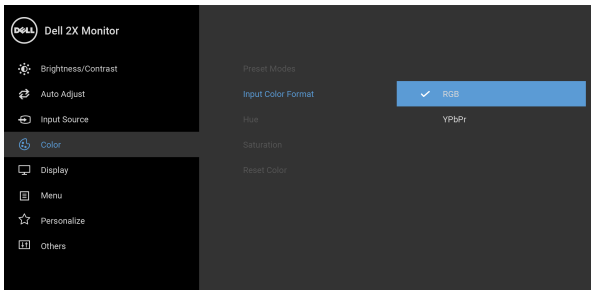 DELL
Dell 2X Monitor
Brightness/Contrast
Auto Adjust
Input Source
Color
Display
Menu
Personalize
Others
Preset Modes
Input Color Format
Hue
Saturation
Reset Color
RGB
YPbPr